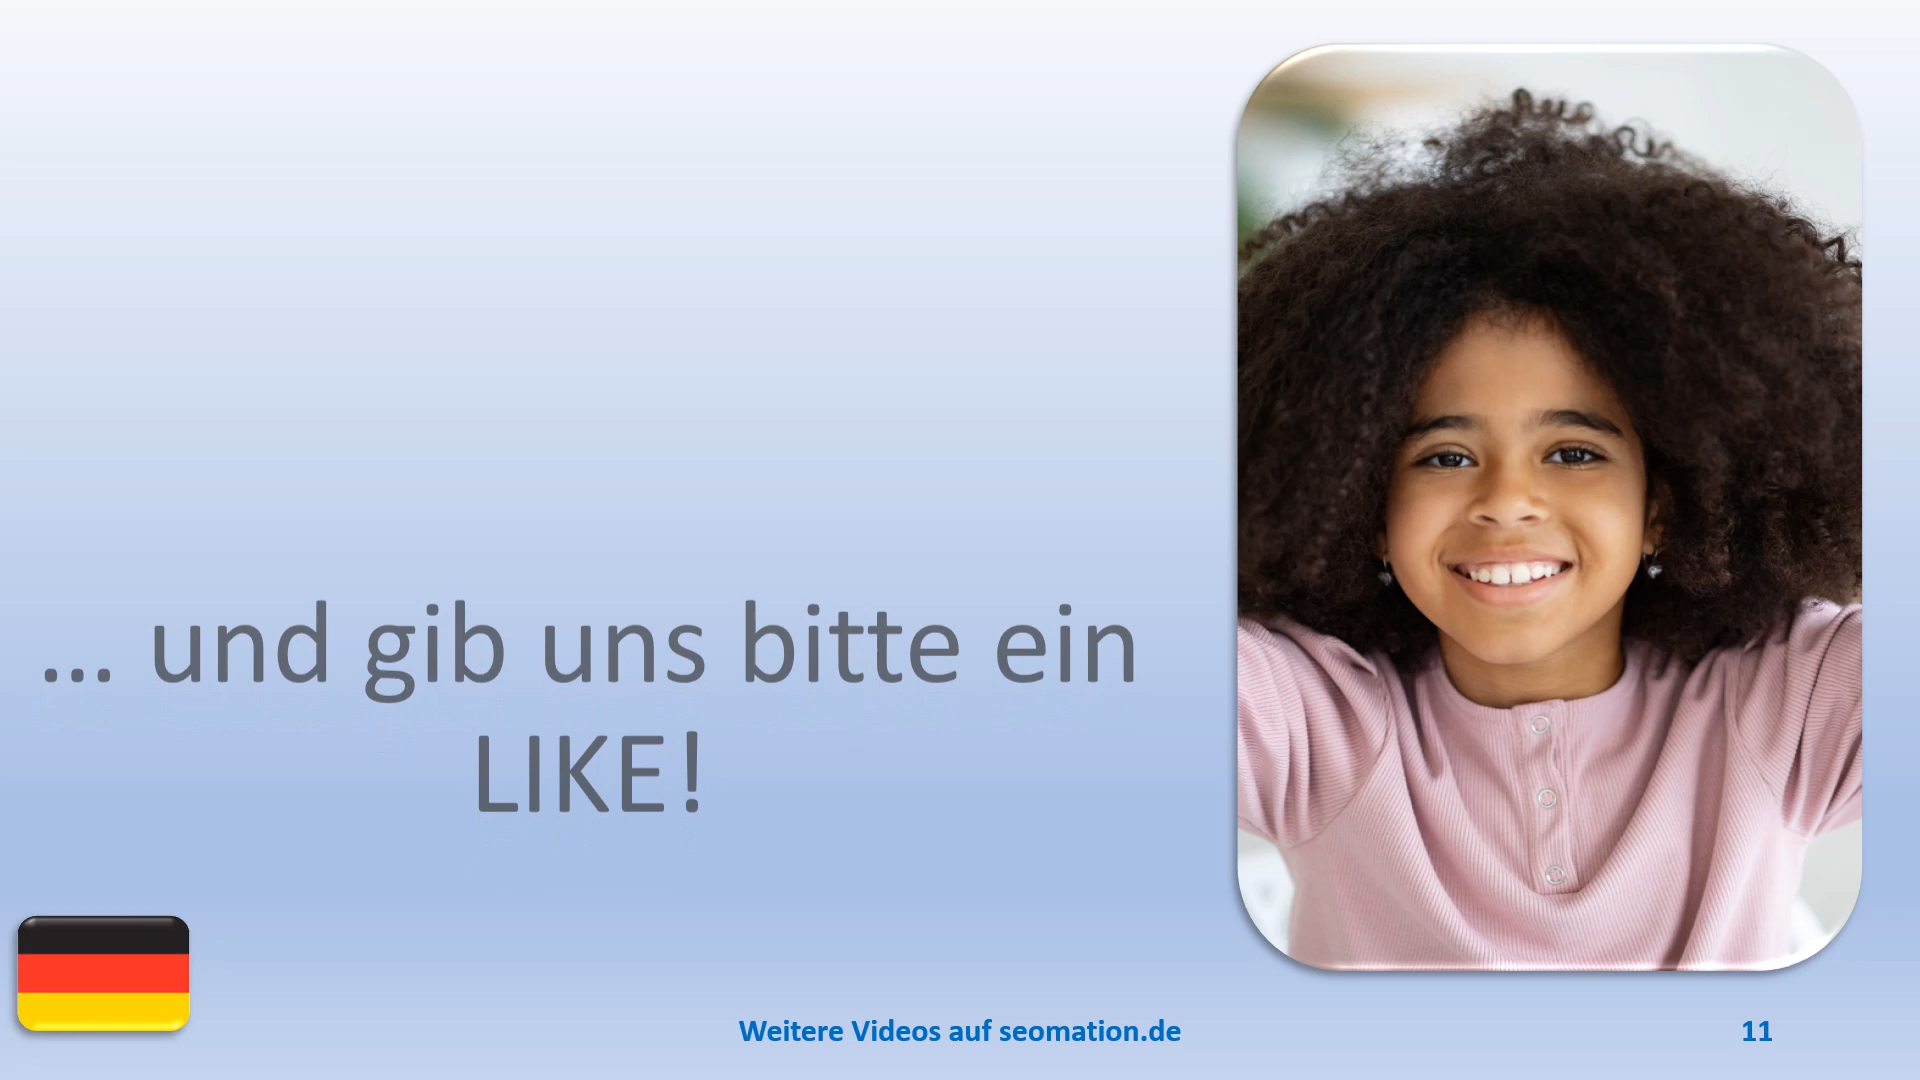 ... und gib uns bitte ein
LIKE!
Weitere Videos auf seomation.de
11